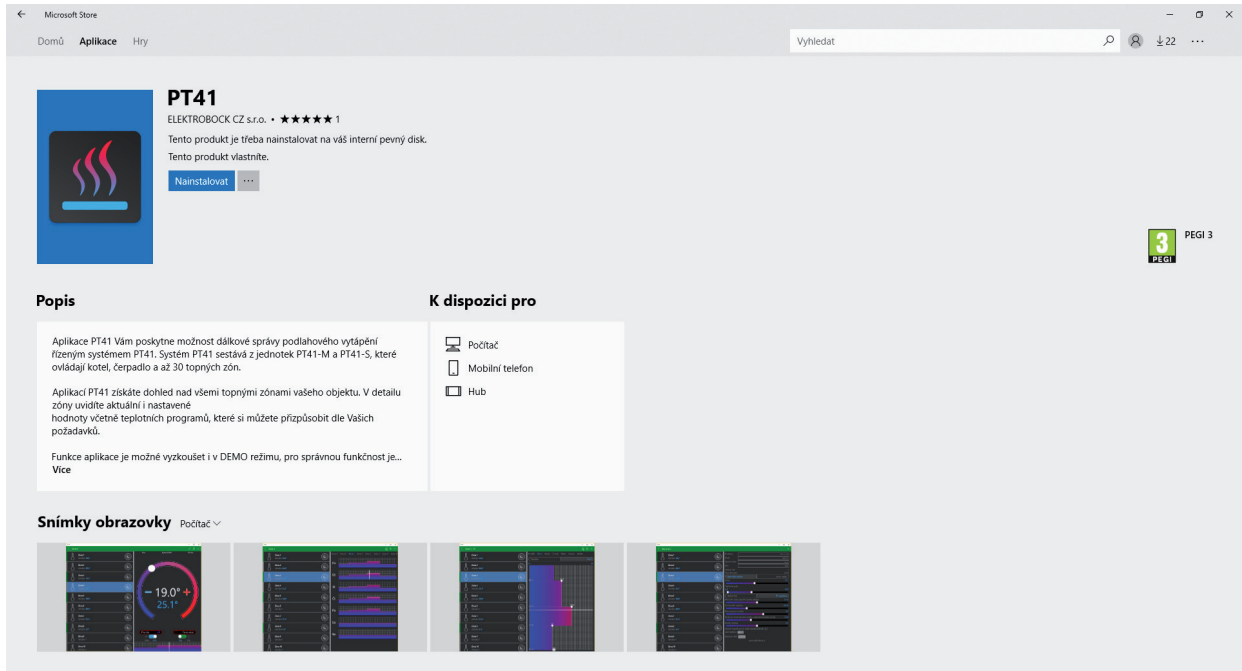 Microsoft Store
Domů Aplikace Hry
Vyhledat
22
PT41
ELEKTROBOCK CZ s.r.o. • ★★★★★ 1
Tento produkt je třeba nainstalovat na váš interní pevný disk.
Tento produkt vlastníte.
Nainstalovat ...
3
PEGI
PEGI 3
Popis
Aplikace PT41 Vám poskytne možnost dálkové správy podlahového vytápění
řízeným systémem PT41. Systém PT41 sestává z jednotek PT41-M a PT41-S, které
ovládají kotel, čerpadlo a až 30 topných zón.
Aplikací PT41 získáte dohled nad všemi topnými zónami vašeho objektu. V detailu
zóny uvidíte aktuální i nastavené
hodnoty včetně teplotních programů, které si můžete přizpůsobit dle Vašich
požadavků.
Funkce aplikace je možné vyzkoušet i v DEMO režimu, pro správnou funkčnost je...
Více
K dispozici pro
Počítač
Mobilní telefon
Hub
Snímky obrazovky Počítač
19.0°
25.1°